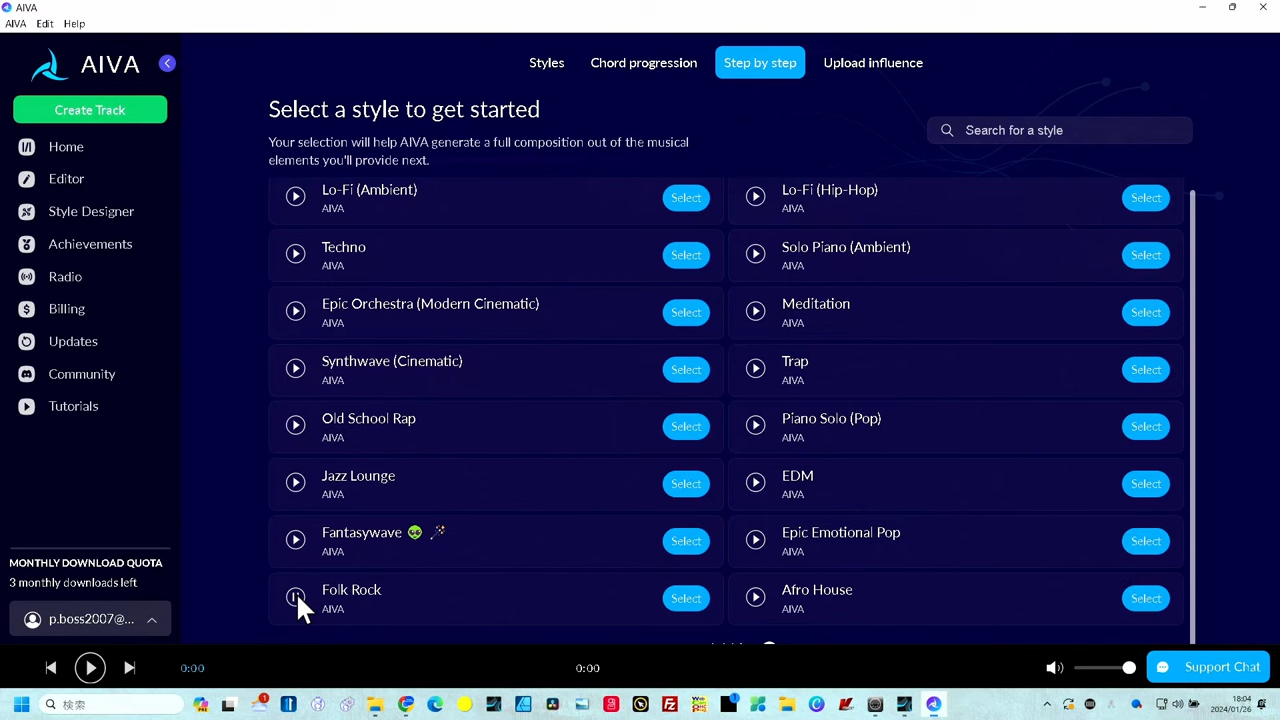 AIVA
AIVA Edit Help
AIVA
Create Track
Home
Editor
Style Designer
Achievements
Radio
Billing
Updates
Community
Tutorials
MONTHLY DOWNLOAD QUOTA
3 monthly downloads left
p.boss2007@...
Styles Chord progression Step by step Upload influence
Select a style to get started
Your selection will help AIVA generate a full composition out of the musical
elements you'll provide next.
Search for a style
Lo-Fi (Ambient)
AIVA
Select
Lo-Fi (Hip-Hop)
AIVA
Select
Techno
AIVA
Select
Solo Piano (Ambient)
AIVA
Select
Epic Orchestra (Modern Cinematic)
AIVA
Select
Meditation
AIVA
Select
Synthwave (Cinematic)
AIVA
Select
Trap
AIVA
Select
Old School Rap
AIVA
Select
Piano Solo (Pop)
AIVA
Select
Jazz Lounge
AIVA
Select
EDM
AIVA
Select
Fantasywave 👽 🪄
AIVA
Select
Epic Emotional Pop
AIVA
Select
Folk Rock
AIVA
Select
Afro House
AIVA
Select
0:00
0:00
Support Chat
検索
18:04
2024/01/26